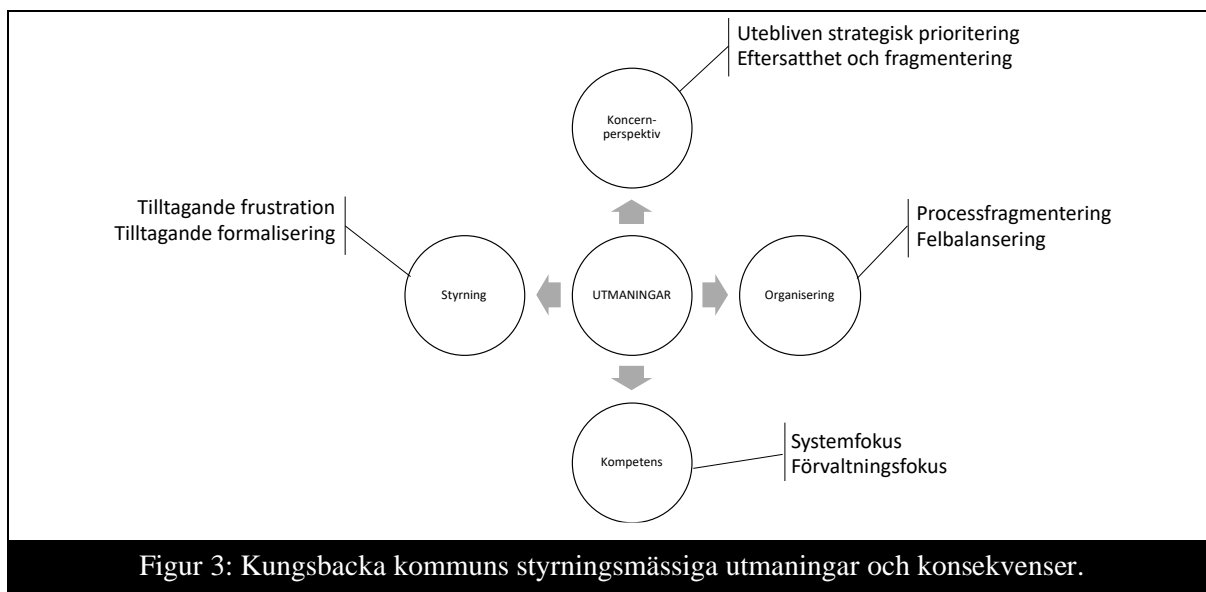 Utebliven strategisk prioritering
Eftersatthet och fragmentering
Koncern-
perspektiv
Tilltagande frustration
Tilltagande formalisering
Processfragmentering
Felbalansering
Styrning
UTMANINGAR
Organisering
Kompetens
Systemfokus
Förvaltningsfokus
Figur 3: Kungsbacka kommuns styrningsmässiga utmaningar och konsekvenser.